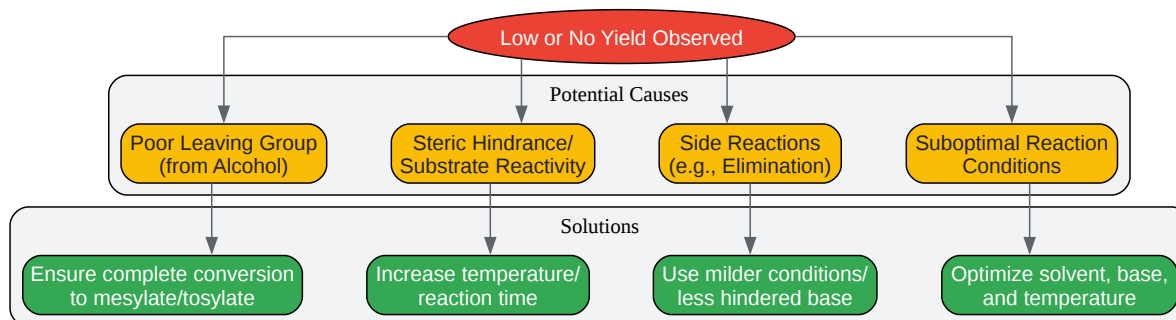 Low or No Yield Observed
Potential Causes
Poor Leaving Group
(from Alcohol)
Steric Hindrance/
Substrate Reactivity
Side Reactions
(e.g., Elimination)
Suboptimal Reaction
Conditions
Solutions
Ensure complete conversion
to mesylate/tosylate
Increase temperature/
reaction time
Use milder conditions/
less hindered base
Optimize solvent, base,
and temperature